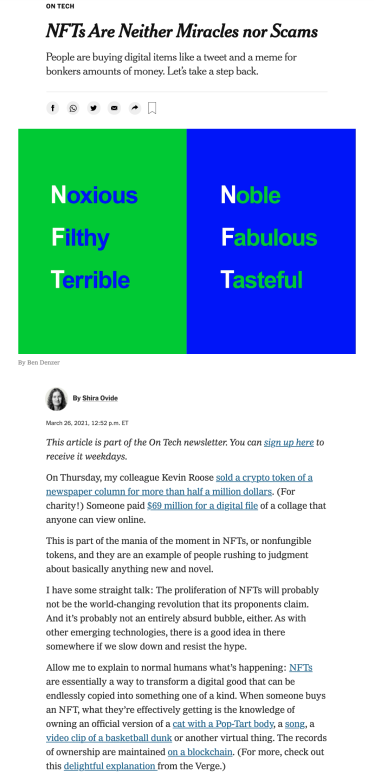 ON TECH
NFTs Are Neither Miracles nor Scams
People are buying digital items like a tweet and a meme for
bonkers amounts of money. Let's take a step back.
Noxious
Filthy
Terrible
Noble
Fabulous
Tasteful
By Ben Denzer
By Shira Ovide
March 26, 2021, 12:52 p.m. ET
This article is part of the On Tech newsletter. You can sign up here to
receive it weekdays.
On Thursday, my colleague Kevin Roose sold a crypto token of a
newspaper column for more than half a million dollars. (For
charity!) Someone paid $69 million for a digital file of a collage that
anyone can view online.
This is part of the mania of the moment in NFTs, or nonfungible
tokens, and they are an example of people rushing to judgment
about basically anything new and novel.
I have some straight talk: The proliferation of NFTs will probably
not be the world-changing revolution that its proponents claim.
And it's probably not an entirely absurd bubble, either. As with
other emerging technologies, there is a good idea in there
somewhere if we slow down and resist the hype.
Allow me to explain to normal humans what's happening: NFTs
are essentially a way to transform a digital good that can be
endlessly copied into something one of a kind. When someone buys
an NFT, what they're effectively getting is the knowledge of
owning an official version of a cat with a Pop-Tart body, a song, a
video clip of a basketball dunk or another virtual thing. The records
of ownership are maintained on a blockchain. (For more, check out
this delightful explanation from the Verge.)